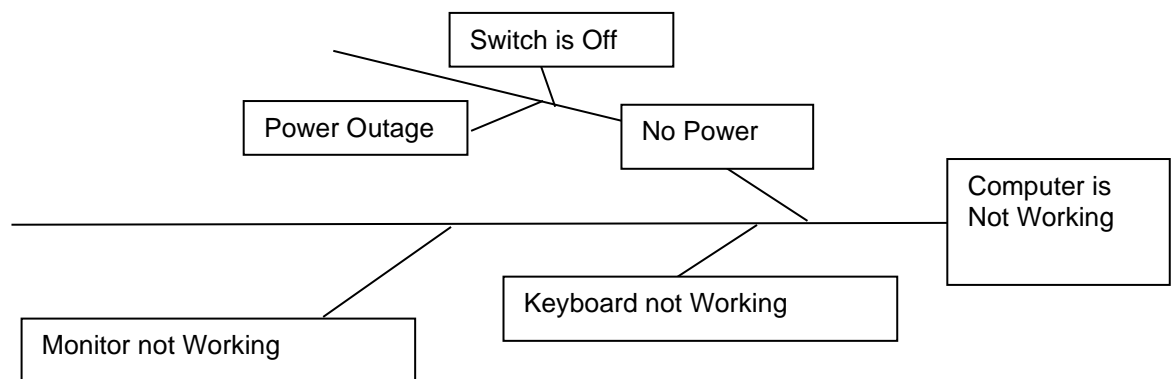 Switch is Off
Power Outage
No Power
Computer is
Not Working
Keyboard not Working
Monitor not Working